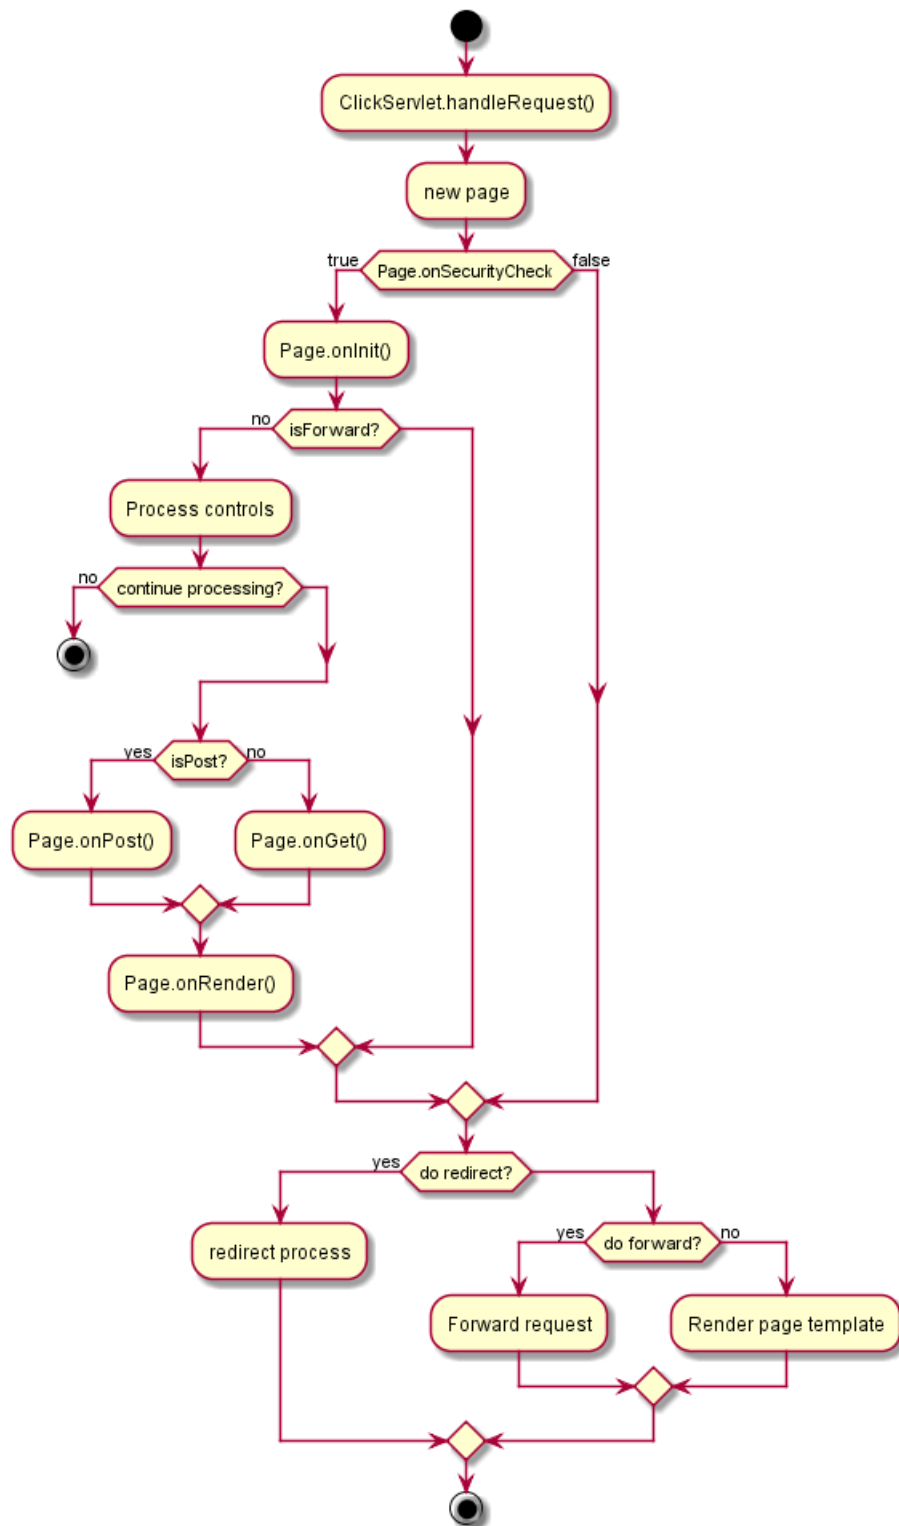 ClickServlet.handleRequest()
new page
true
Page.onSecurityCheck
false
Page.onInit()
no
isForward?
Process controls
no
continue processing?
yes
isPost?
no
Page.onPost()
Page.onGet()
Page.onRender()
yes
do redirect?
redirect process
yes
do forward?
no
Forward request
Render page template